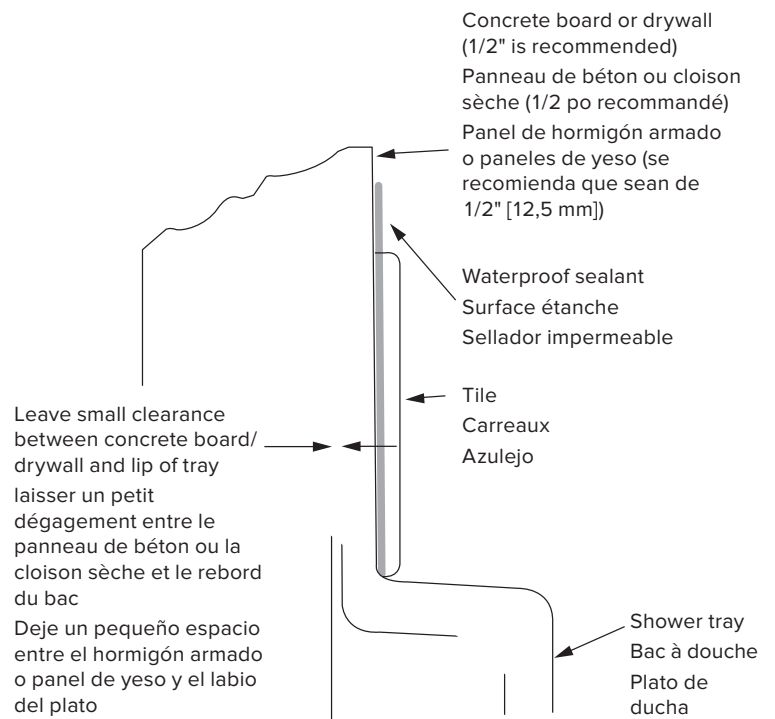 Concrete board or drywall
(1/2" is recommended)
Panneau de béton ou cloison
sèche (1/2 po recommandé)
Panel de hormigón armado
o paneles de yeso (se
recomienda que sean de
1/2" [12,5 mm])
Waterproof sealant
Surface étanche
Sellador impermeable
Tile
Carreaux
Azulejo
Leave small clearance
between concrete board/
drywall and lip of tray
laisser un petit
dégagement entre le
panneau de béton ou la
cloison sèche et le rebord
du bac
Deje un pequeño espacio
entre el hormigón armado
o panel de yeso y el labio
del plato
Shower tray
Bac à douche
Plato de
ducha